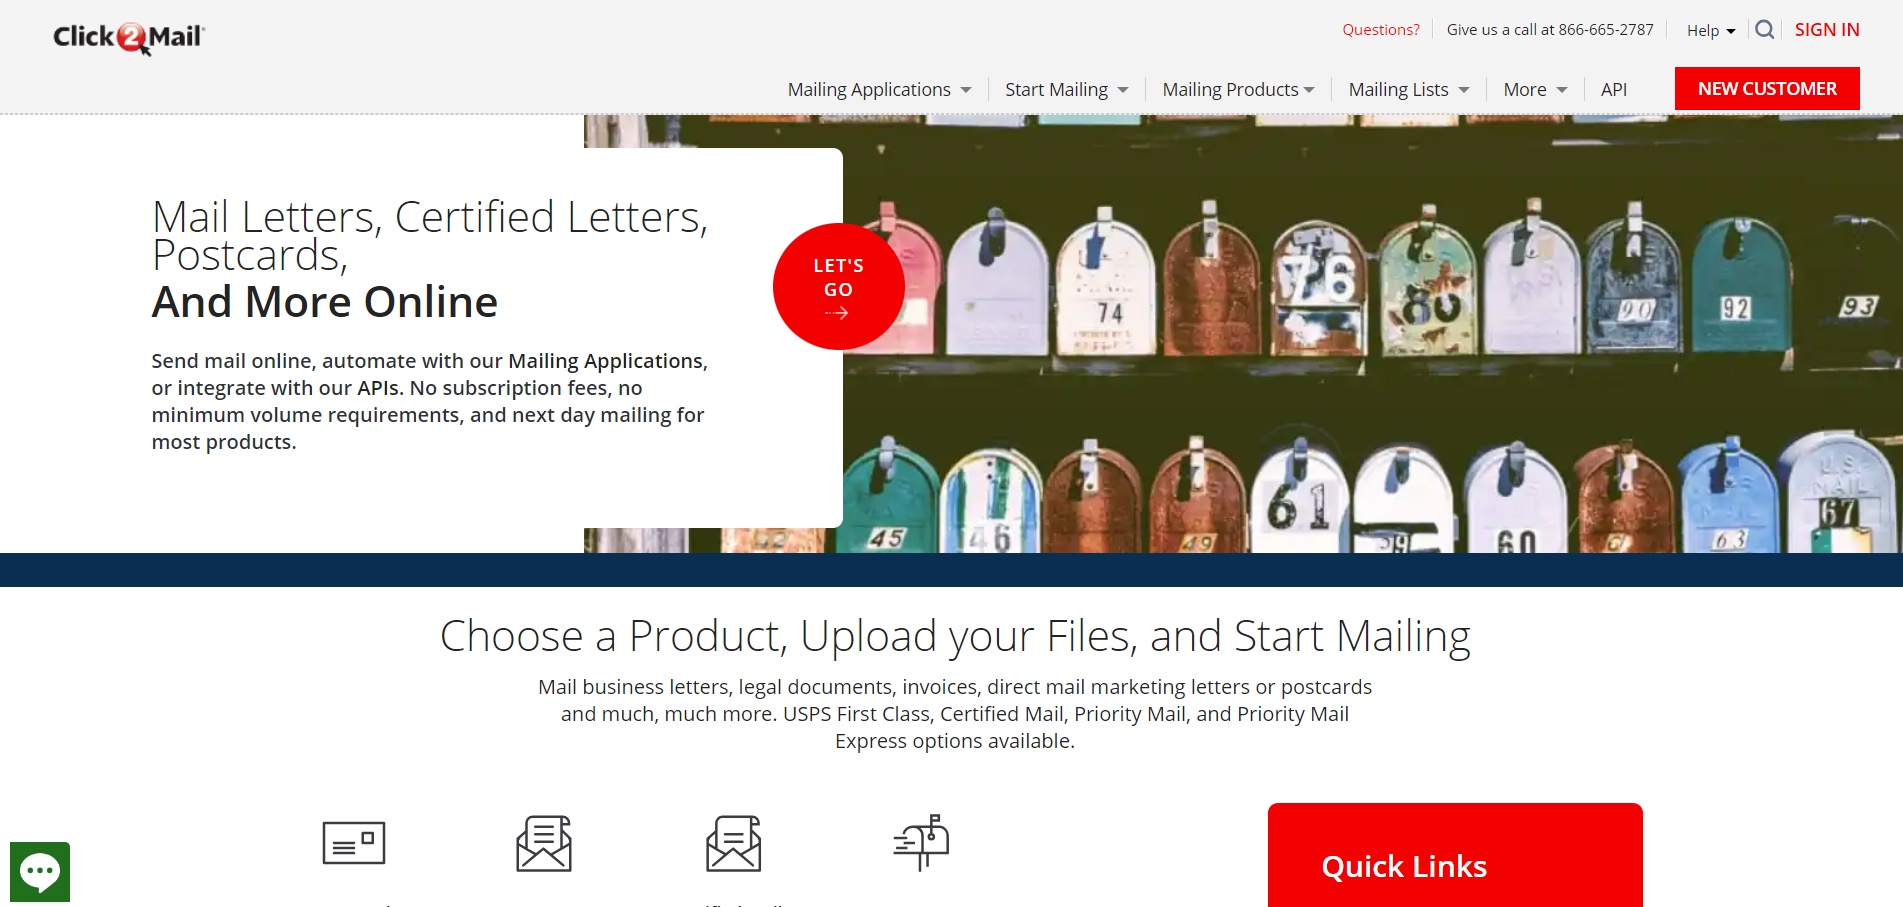 Click2Mail
Questions?
Give us a call at 866-665-2787
Help
SIGN IN
Mailing Applications
Start Mailing
Mailing Products
Mailing Lists
More
API
NEW CUSTOMER
Mail Letters, Certified Letters,
Postcards,
And More Online
Send mail online, automate with our Mailing Applications,
or integrate with our APIs. No subscription fees, no
minimum volume requirements, and next day mailing for
most products.
LET'S
GO
74
76
80
90
92
93
42
45
46
49
61
59
60
63
U.S.
MAIL
67
Choose a Product, Upload your Files, and Start Mailing
Mail business letters, legal documents, invoices, direct mail marketing letters or postcards
and much, much more. USPS First Class, Certified Mail, Priority Mail, and Priority Mail
Express options available.
Quick Links